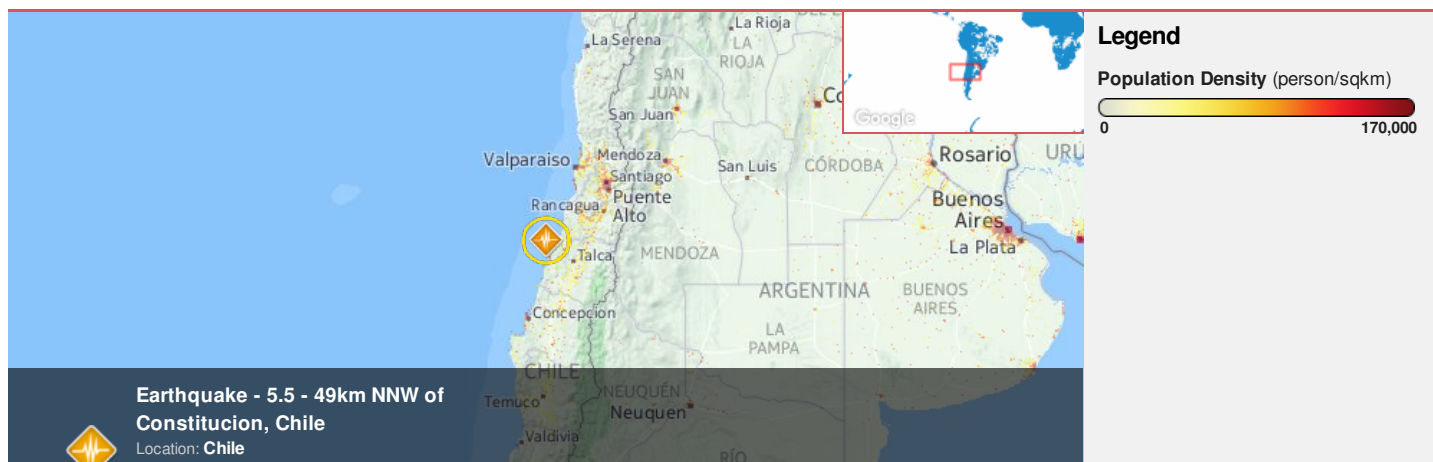 La Rioja
La Serena
LA
RIOJA
SAN
JUAN
San Juan
Google
Valparaiso
Mendoza
Santiago
San Luis
CÓRDOBA
Rosario
URU
Puente
Alto
Rancagua
Buenos
Aires
La Plata
Talca
MENDOZA
ARGENTINA
BUENOS
AIRES
Concepcion
LA
PAMPA
CHILE
NEUQUÉN
Neuquen
Temuco
Valdivia
RÍO
Earthquake - 5.5 - 49km NNW of
Constitucion, Chile
Location: Chile
Legend
Population Density (person/sqkm)
0 170,000